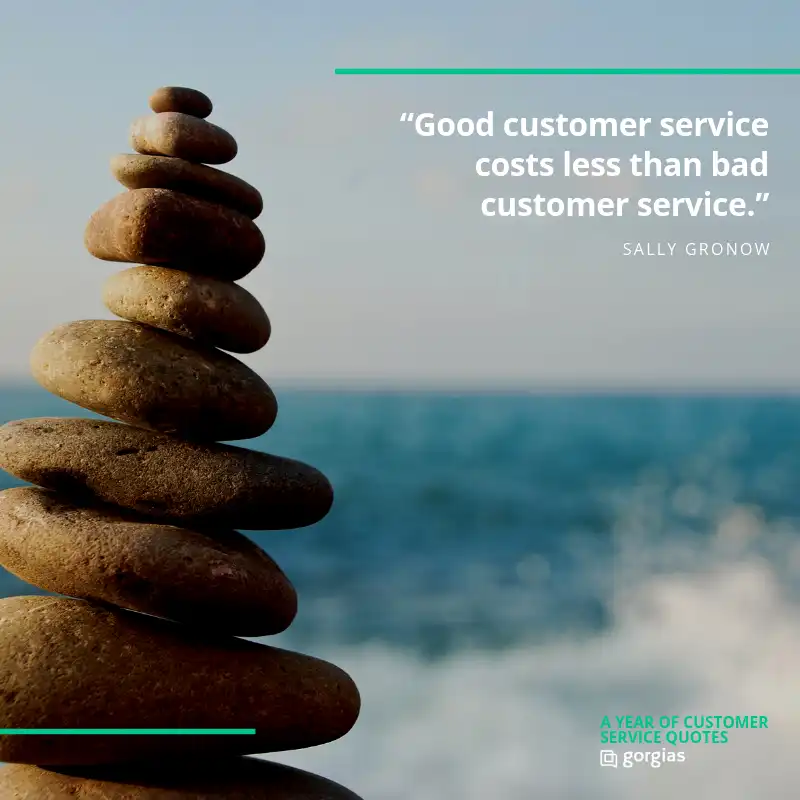 “Good customer service
costs less than bad
customer service.”
SALLY GRONOW
A YEAR OF CUSTOMER
SERVICE QUOTES
gorgias